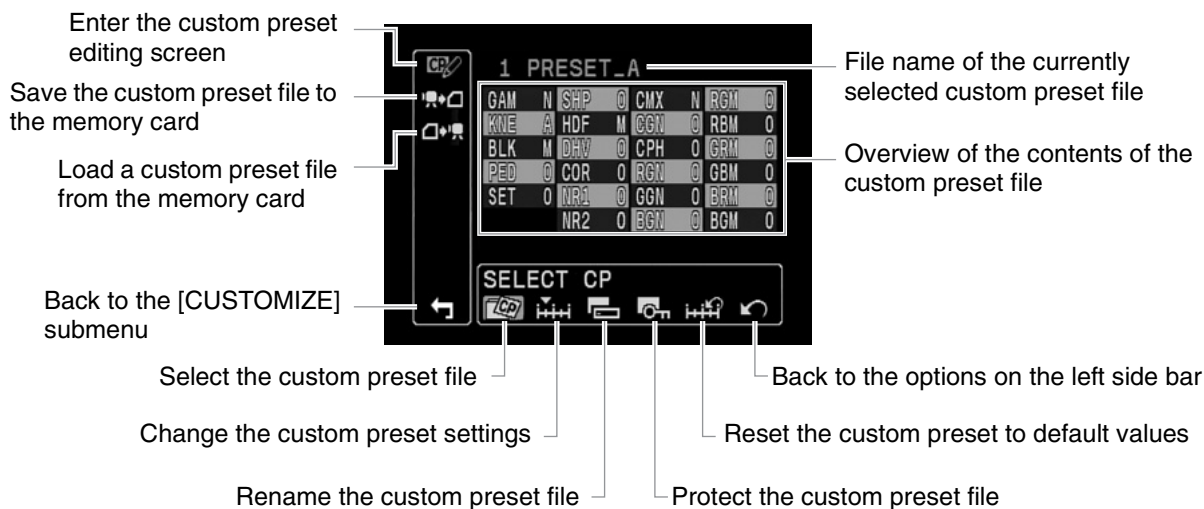 Enter the custom preset
editing screen
Save the custom preset file to
the memory card
Load a custom preset file
from the memory card
Back to the [CUSTOMIZE]
submenu
CP
1 PRESET_A
GAM N SHP 0 CMX N RGM 0
KNE A HDF M CGN 0 RBM 0
BLK M DHV 0 CPH 0 GRM 0
PED 0 COR 0 RGN 0 GBM 0
SET 0 NR1 0 GGN 0 BRM 0
NR2 0 BGN 0 BGM 0
SELECT CP
CP
File name of the currently
selected custom preset file
Overview of the contents of the
custom preset file
Select the custom preset file
Back to the options on the left side bar
Change the custom preset settings
Reset the custom preset to default values
Rename the custom preset file
Protect the custom preset file